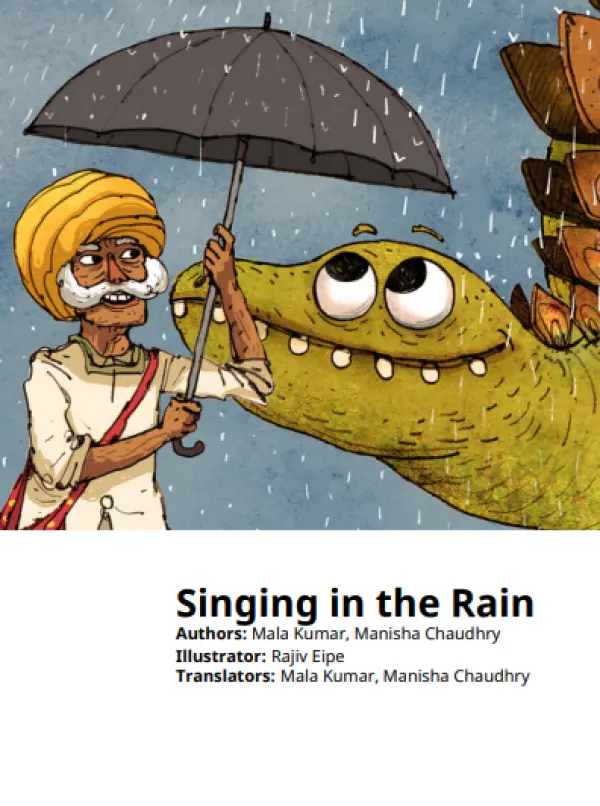 Singing in the Rain
Authors: Mala Kumar, Manisha Chaudhry
Illustrator: Rajiv Eipe
Translators: Mala Kumar, Manisha Chaudhry